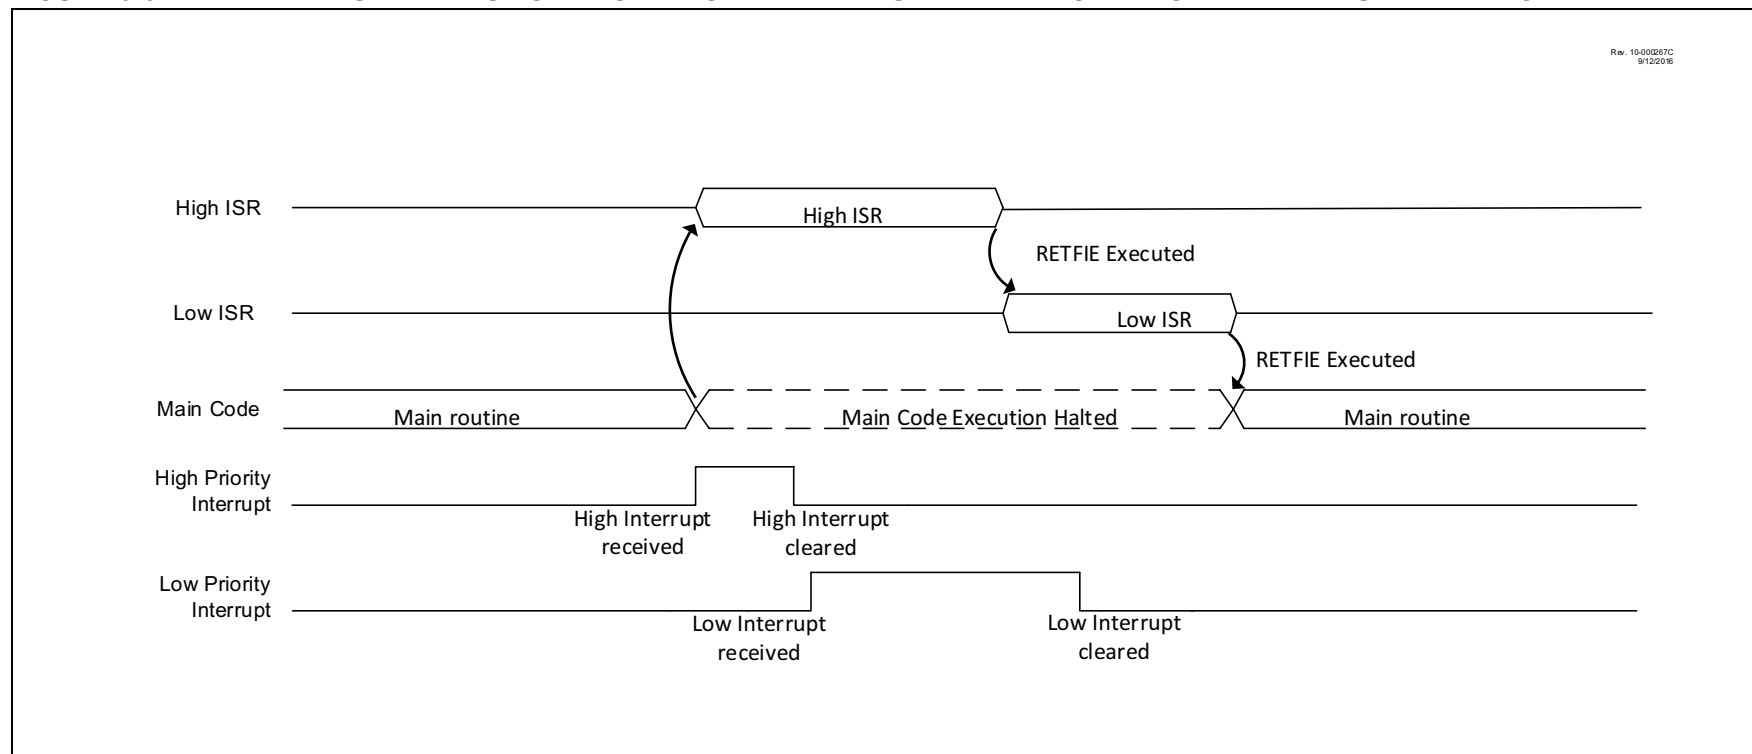 Rev. 10-000267C
9/12/2016
High ISR
High ISR
RETFIE Executed
Low ISR
Low ISR
RETFIE Executed
Main Code
Main routine
Main Code Execution Halted
Main routine
High Priority
Interrupt
High Interrupt
received
High Interrupt
cleared
Low Priority
Interrupt
Low Interrupt
received
Low Interrupt
cleared